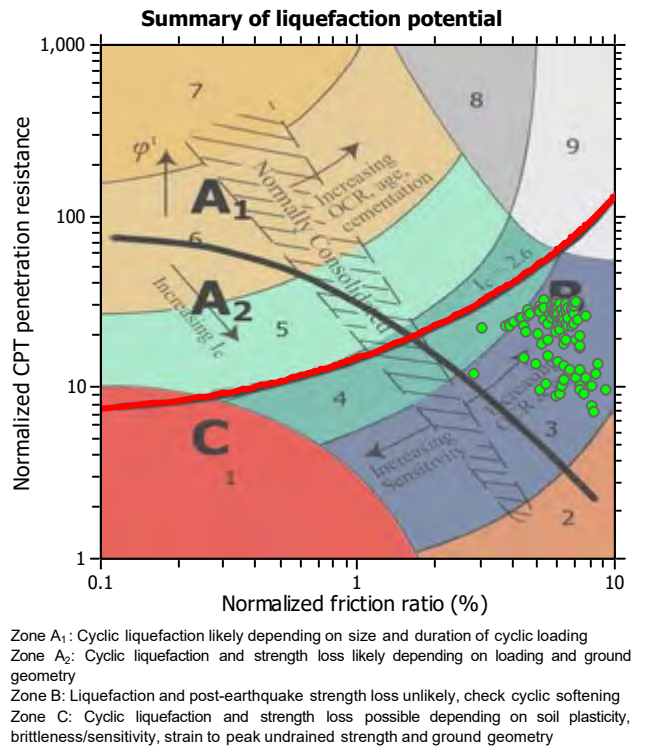 Summary of liquefaction potential
1,000
7
8
9
φ'
Increasing
OCR, age,
cementation
A1
Normally Consolidated
100
6
Ic = 2.6
A2
B
Increasing Ic
5
10
4
Increasing
OCR
3
C
Increasing
Sensitivity
1
2
1
0.1
1
10
Normalized CPT penetration resistance
Normalized friction ratio (%)
Zone A1: Cyclic liquefaction likely depending on size and duration of cyclic loading
Zone A2: Cyclic liquefaction and strength loss likely depending on loading and ground
geometry
Zone B: Liquefaction and post-earthquake strength loss unlikely, check cyclic softening
Zone C: Cyclic liquefaction and strength loss possible depending on soil plasticity,
brittleness/sensitivity, strain to peak undrained strength and ground geometry